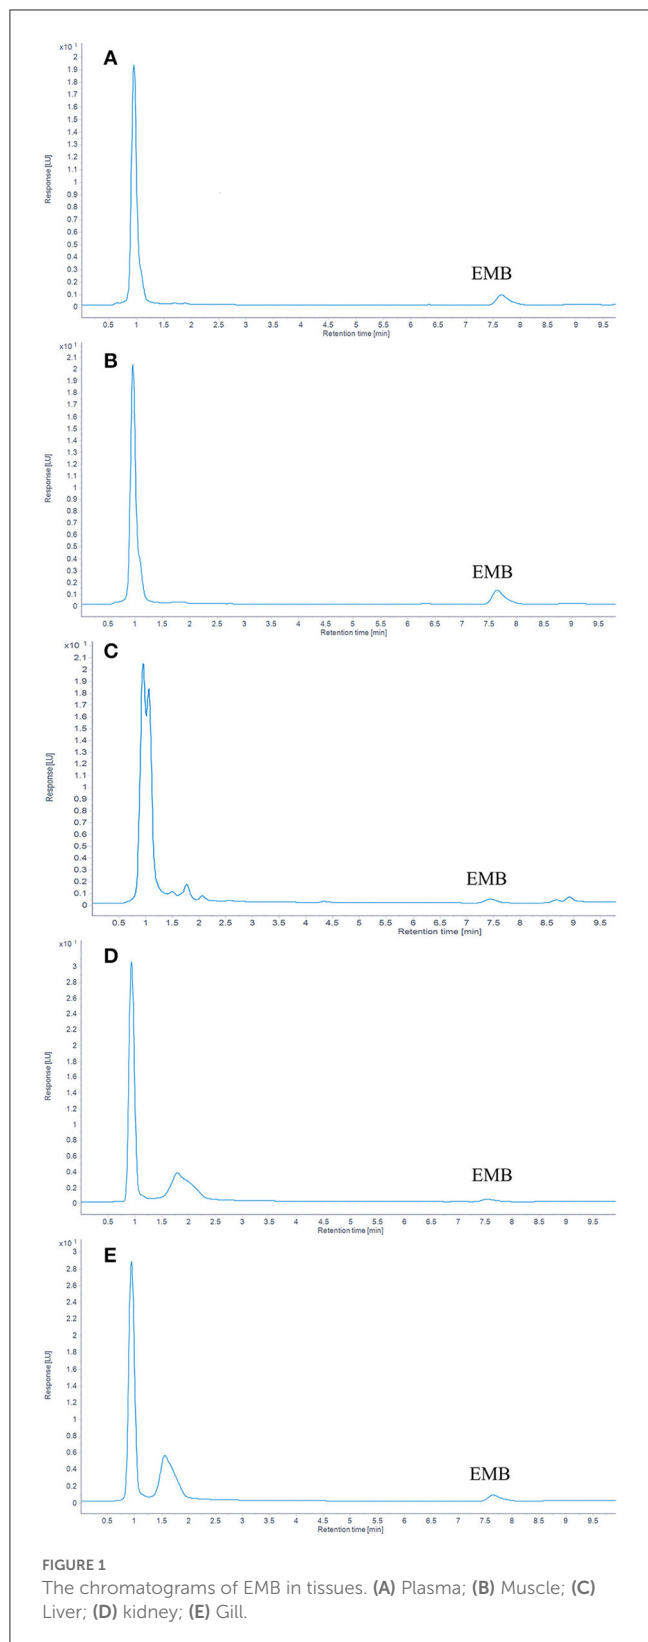 A
x10 1
2
1.9
1.8
1.7
1.6
1.5
1.4
1.3
1.2
1.1
1
0.9
0.8
0.7
0.6
0.5
0.4
0.3
0.2
0.1
0
Response [LU]
EMB
0.5 1 1.5 2 2.5 3 3.5 4 4.5 5 5.5 6 6.5 7 7.5 8 8.5 9 9.5
Retention time [min]
B
x10 1
2.1
2
1.9
1.8
1.7
1.6
1.5
1.4
1.3
1.2
1.1
1
0.9
0.8
0.7
0.6
0.5
0.4
0.3
0.2
0.1
0
Response [LU]
EMB
0.5 1 1.5 2 2.5 3 3.5 4 4.5 5 5.5 6 6.5 7 7.5 8 8.5 9 9.5
Retention time [min]
C
x10 1
2.1
2
1.9
1.8
1.7
1.6
1.5
1.4
1.3
1.2
1.1
1
0.9
0.8
0.7
0.6
0.5
0.4
0.3
0.2
0.1
0
Response [LU]
EMB
0.5 1 1.5 2 2.5 3 3.5 4 4.5 5 5.5 6 6.5 7 7.5 8 8.5 9 9.5
Retention time [min]
D
x10 1
3
2.8
2.6
2.4
2.2
2
1.8
1.6
1.4
1.2
1
0.8
0.6
0.4
0.2
0
Response [LU]
EMB
0.5 1 1.5 2 2.5 3 3.5 4 4.5 5 5.5 6 6.5 7 7.5 8 8.5 9 9.5
Retention time [min]
E
x10 1
3
2.8
2.6
2.4
2.2
2
1.8
1.6
1.4
1.2
1
0.8
0.6
0.4
0.2
0
Response [LU]
EMB
0.5 1 1.5 2 2.5 3 3.5 4 4.5 5 5.5 6 6.5 7 7.5 8 8.5 9 9.5
Retention time [min]
FIGURE 1
The chromatograms of EMB in tissues. (A) Plasma; (B) Muscle; (C)
Liver; (D) kidney; (E) Gill.